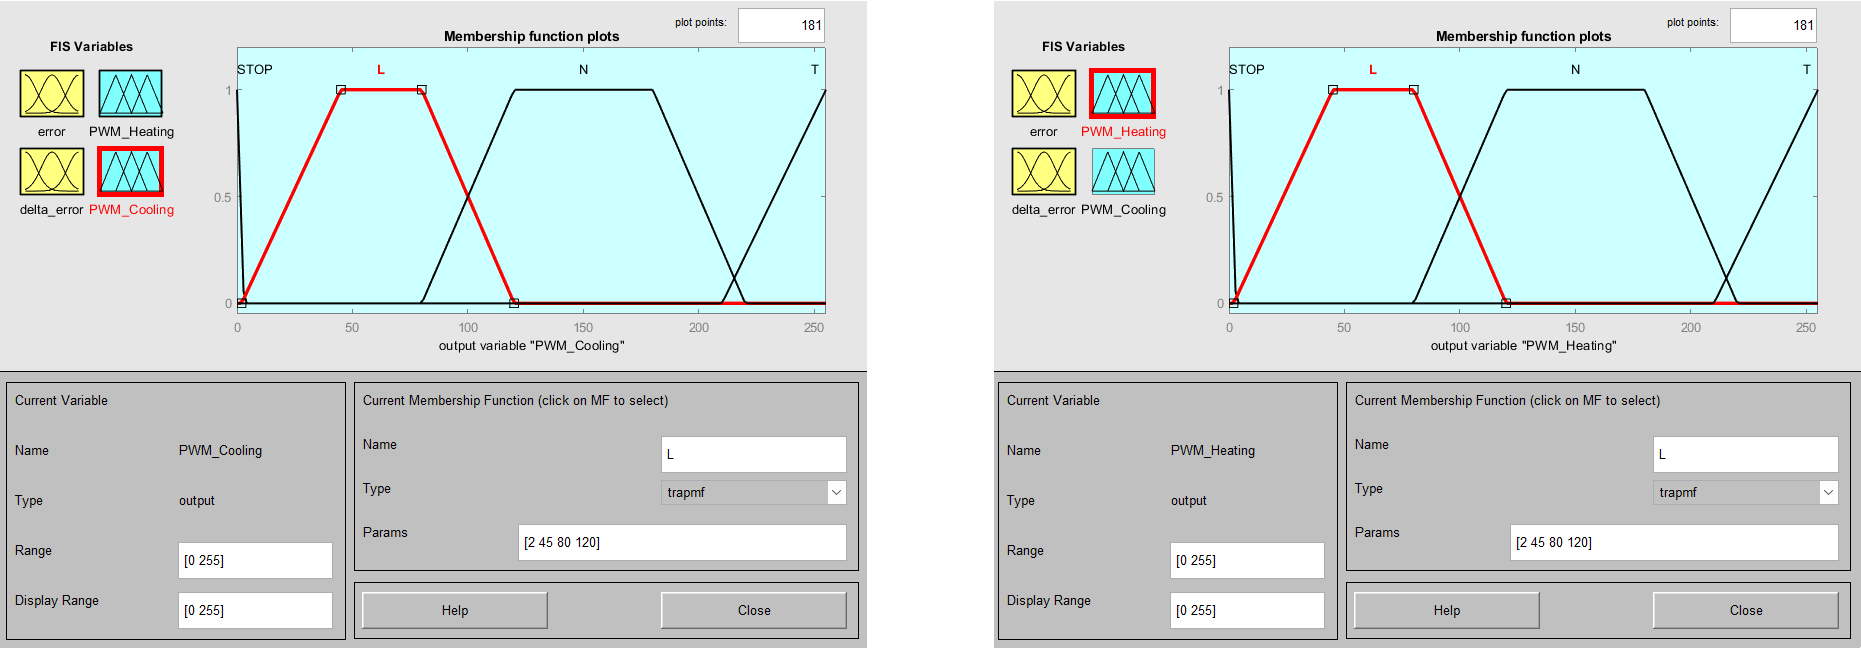 plot points: 181
Membership function plots
FIS Variables
STOP L N T
error PWM_Heating
delta_error PWM_Cooling
1
0.5
0
0 50 100 150 200 250
output variable "PWM_Cooling"
Current Variable
Name PWM_Cooling
Type output
Range [0 255]
Display Range [0 255]
Current Membership Function (click on MF to select)
Name L
Type trapmf
Params [2 45 80 120]
Help Close
plot points: 181
Membership function plots
FIS Variables
STOP L N T
error PWM_Heating
delta_error PWM_Cooling
1
0.5
0
0 50 100 150 200 250
output variable "PWM_Heating"
Current Variable
Name PWM_Heating
Type output
Range [0 255]
Display Range [0 255]
Current Membership Function (click on MF to select)
Name L
Type trapmf
Params [2 45 80 120]
Help Close